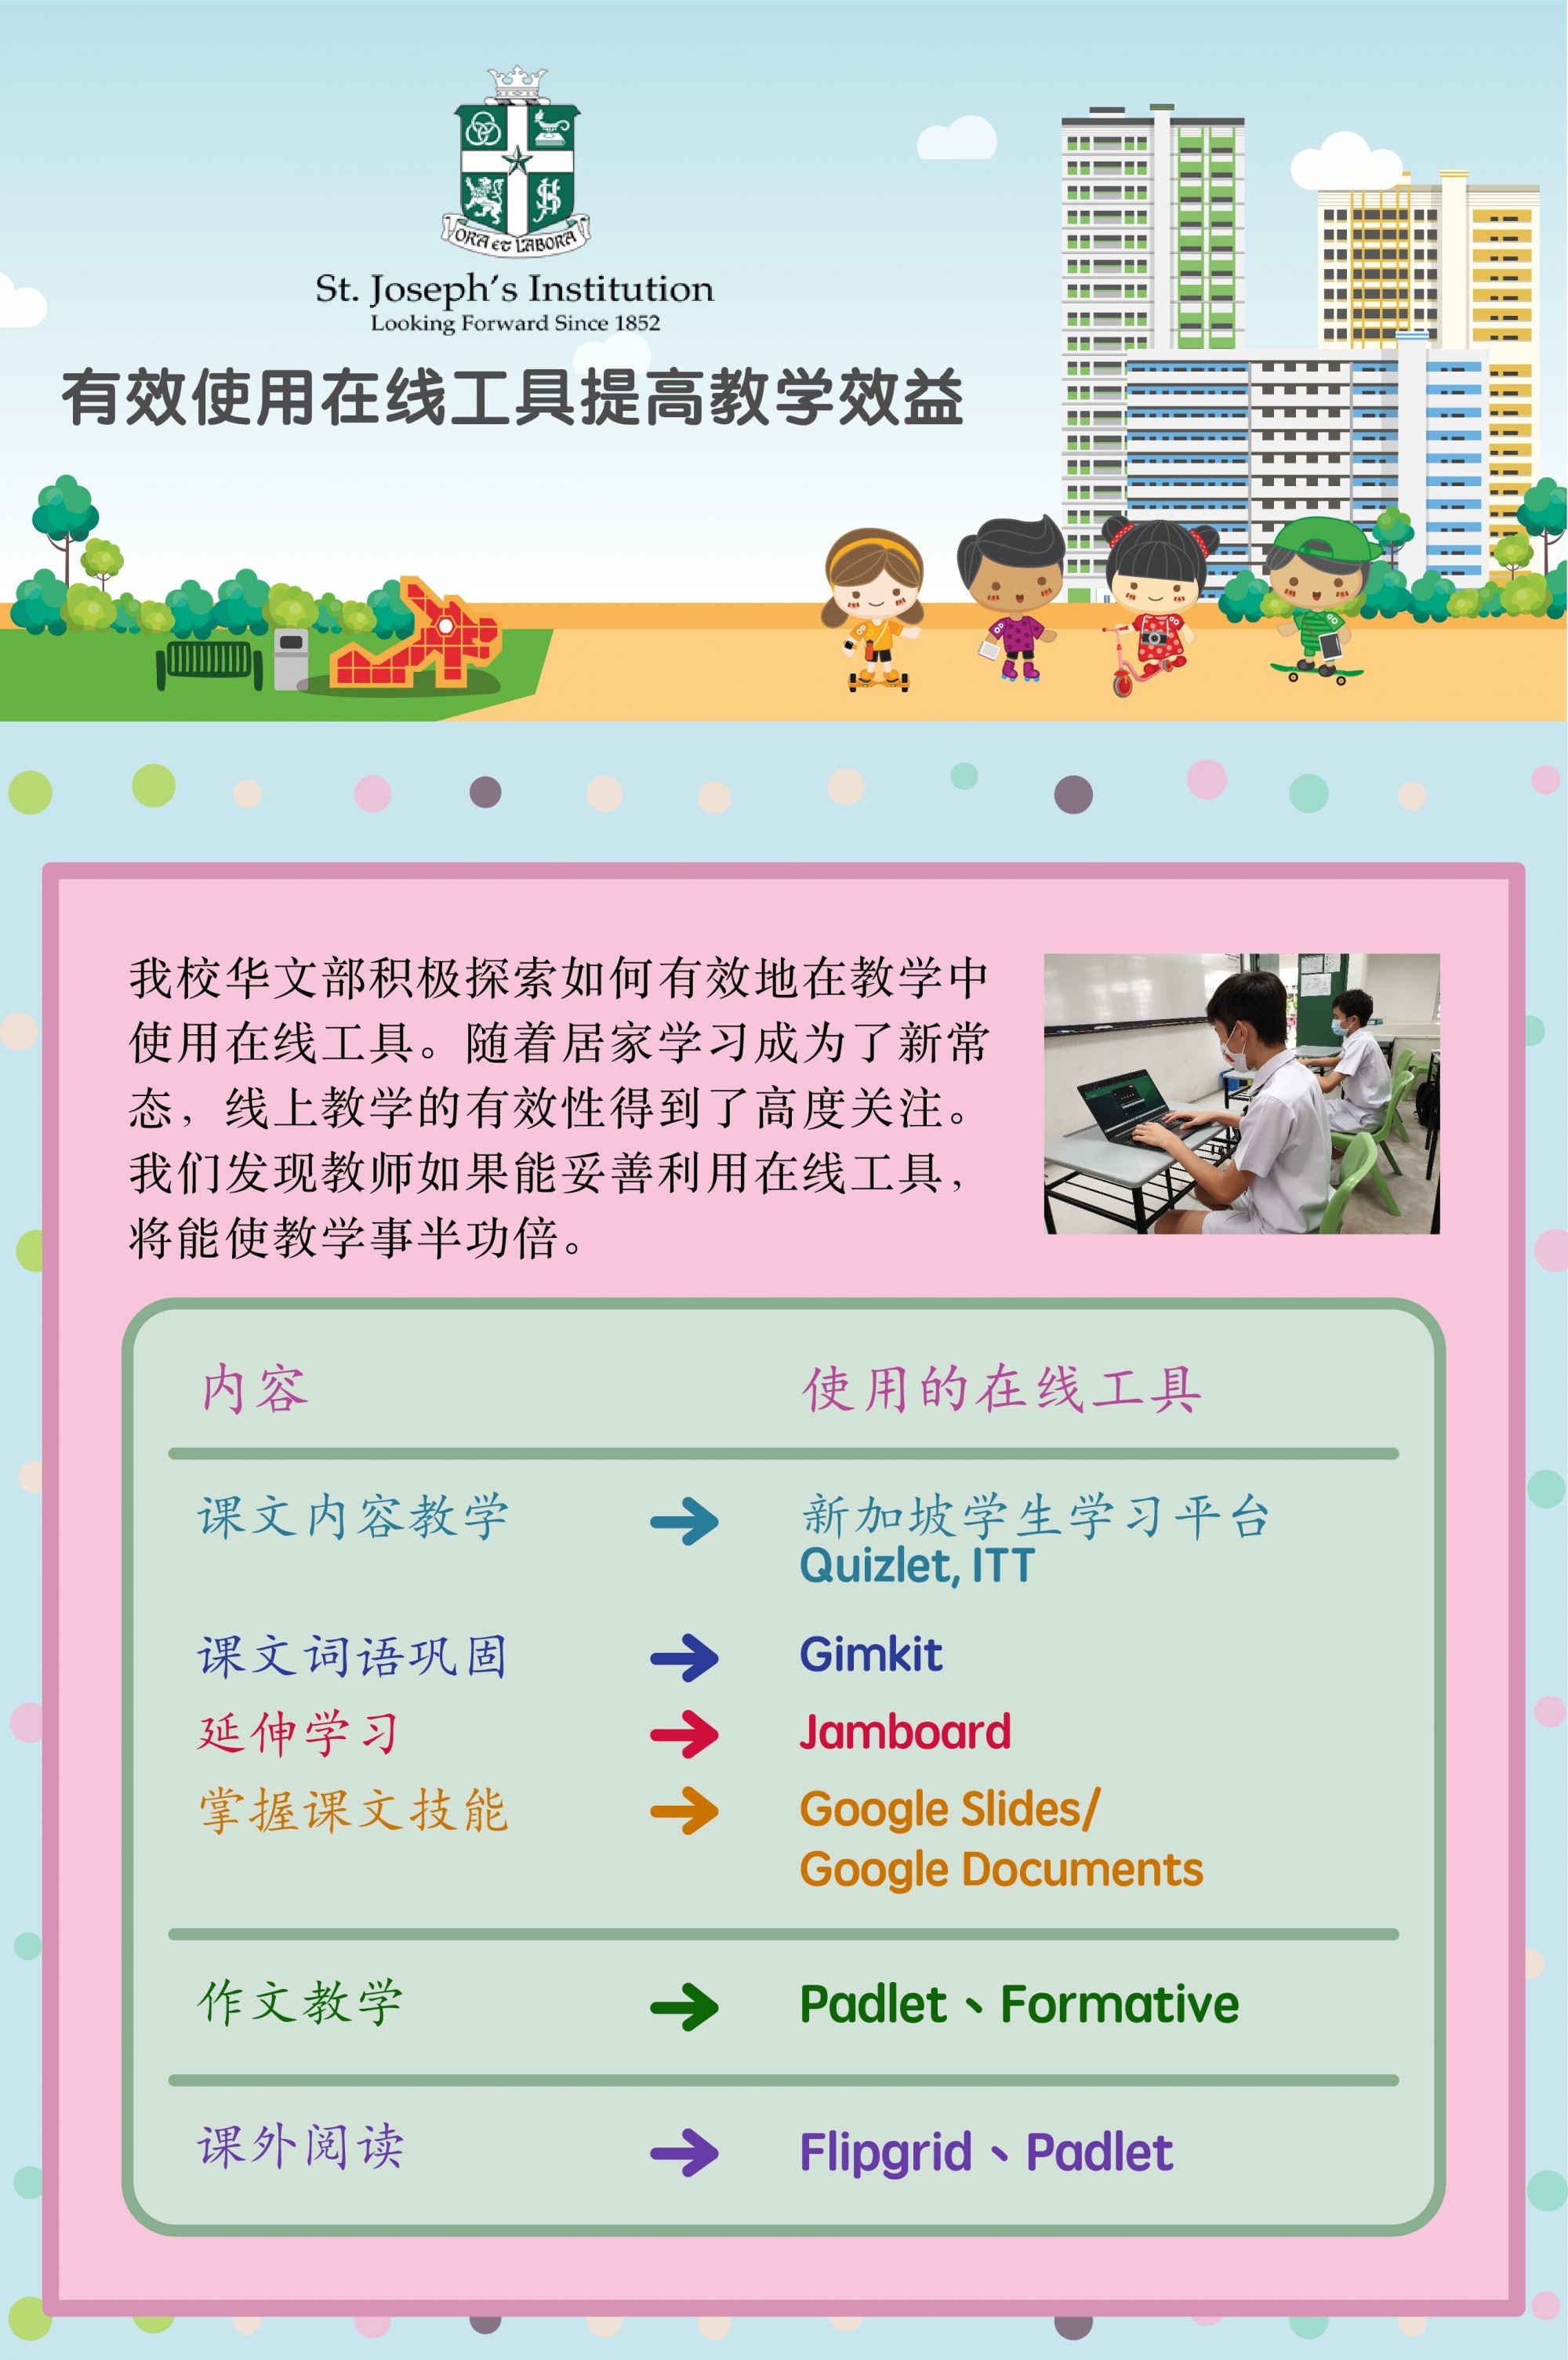 ORA ET LABORA
St. Joseph's Institution
Looking Forward Since 1852
有效使用在线工具提高教学效益
我校华文部积极探索如何有效地在教学中
使用在线工具。随着居家学习成为了新常
态，线上教学的有效性得到了高度关注。
我们发现教师如果能妥善利用在线工具，
将能使教学事半功倍。
内容 使用的在线工具
课文内容教学 → 新加坡学生学习平台
Quizlet, ITT
课文词语巩固 → Gimkit
延伸学习 → Jamboard
掌握课文技能 → Google Slides/
Google Documents
作文教学 → Padlet、Formative
课外阅读 → Flipgrid、Padlet